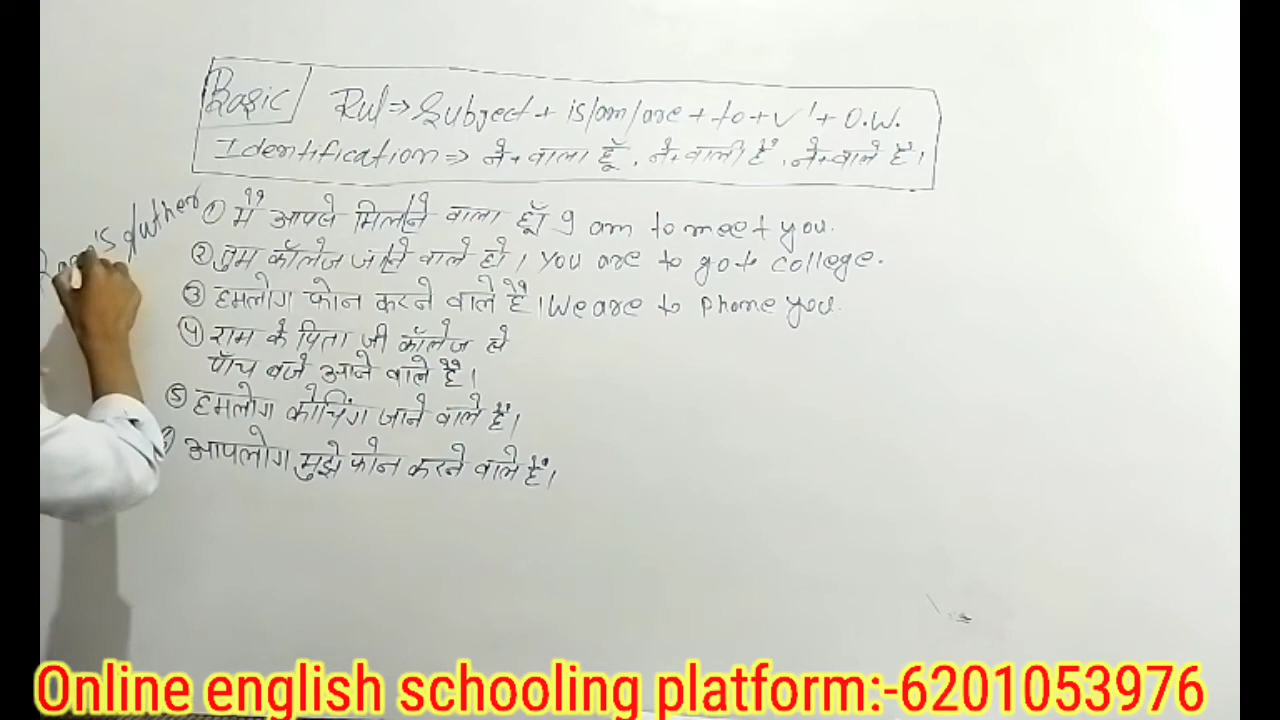 Basic Rul⇒ Subject + is/am/are + to + V¹ + O.W.
Identification ⇒ ने + वाला हूँ, ने + वाली हैं, ने + वाले हैं।
① मैं आपसे मिलने वाला हूँ। I am to meet you.
② तुम कॉलेज जाने वाले हो। You are to go to college.
③ हमलोग फोन करने वाले हैं। We are to phone you.
④ राम के पिता जी कॉलेज से
पाँच बजे आने वाले हैं।
⑤ हमलोग कोचिंग जाने वाले हैं।
आपलोग मुझे फोन करने वाले हैं।
Online english schooling platform:-6201053976